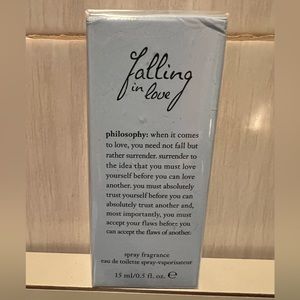 falling
in love
philosophy: when it comes
to love, you need not fall but
rather surrender. surrender to
the idea that you must love
yourself before you can love
another. you must absolutely
trust yourself before you can
absolutely trust another and,
most importantly, you must
accept your flaws before you
can accept the flaws of another.
spray fragrance
eau de toilette spray-vaporisateur
15 ml/0.5 fl. oz. ℮